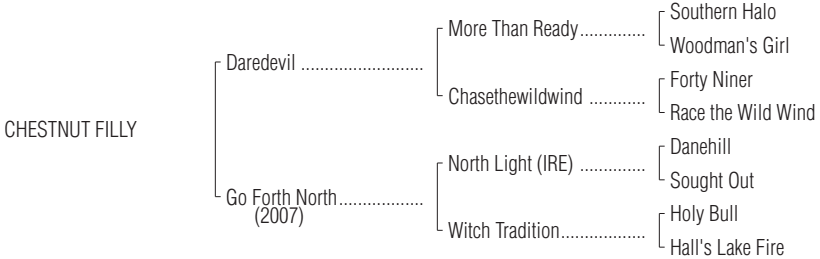 Southern Halo
More Than Ready..............
Woodman's Girl
Daredevil ..........................
Forty Niner
Chasethewildwind ............
Race the Wild Wind
CHESTNUT FILLY
Danehill
North Light (IRE) ..............
Sought Out
Go Forth North..................
(2007)
Holy Bull
Witch Tradition..................
Hall's Lake Fire